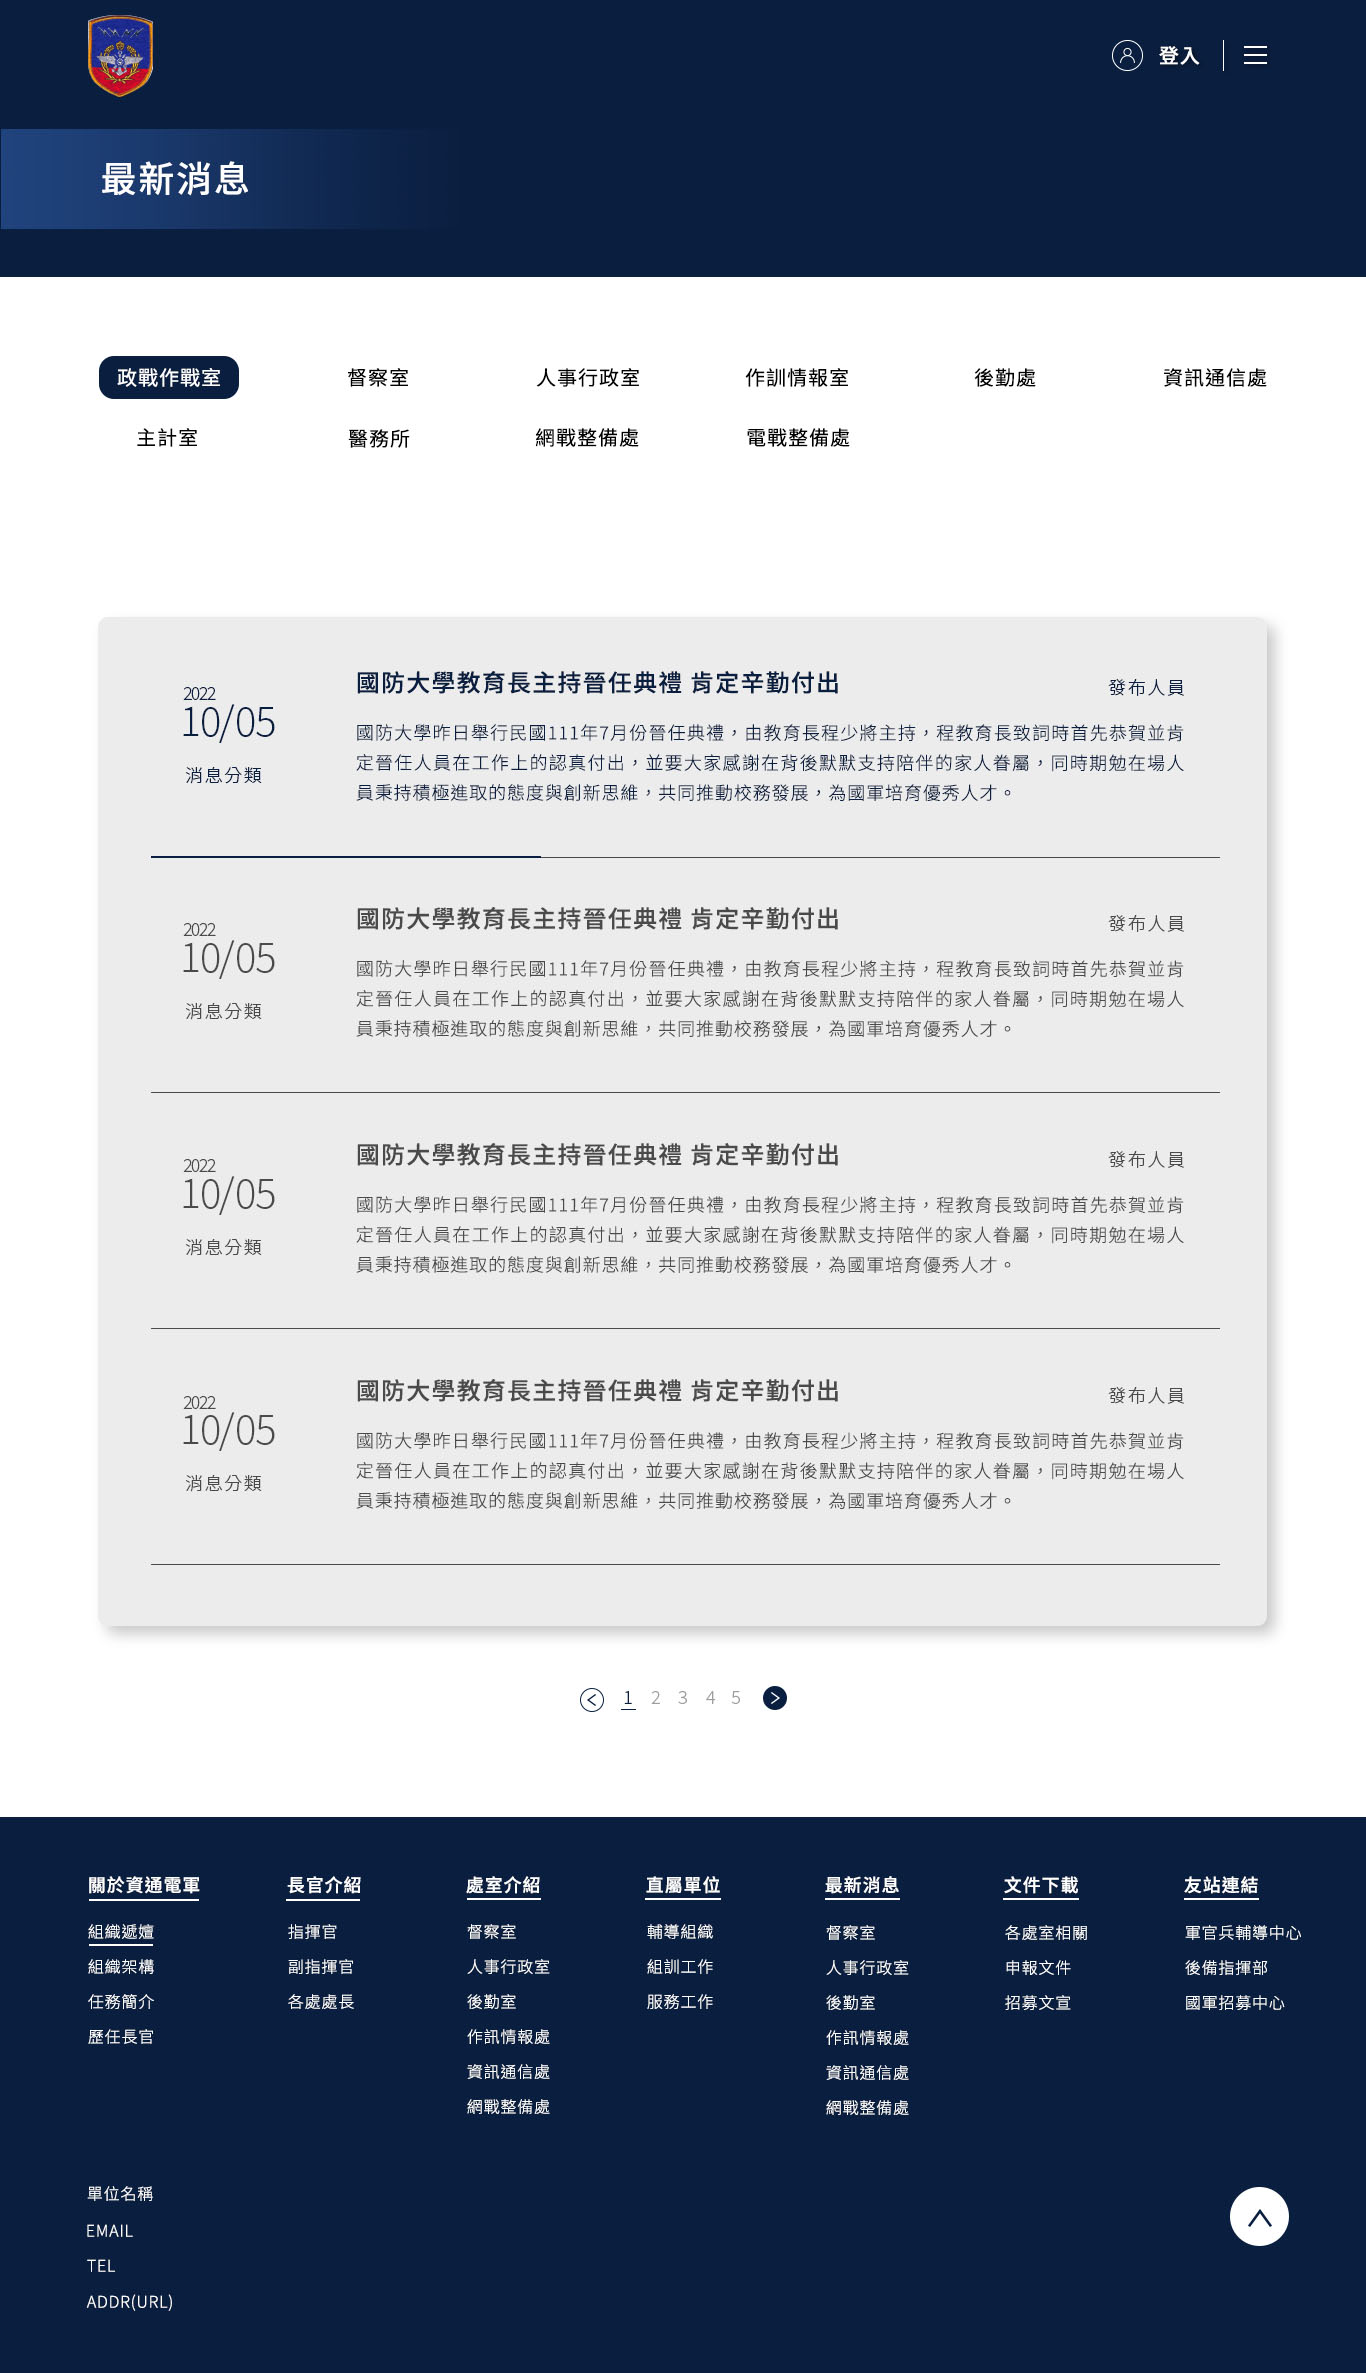 登入
最新消息
政戰作戰室 督察室 人事行政室 作訓情報室 後勤處 資訊通信處
主計室 醫務所 網戰整備處 電戰整備處
2022
10/05
消息分類
國防大學教育長主持晉任典禮 肯定辛勤付出
發布人員
國防大學昨日舉行民國111年7月份晉任典禮，由教育長程少將主持，程教育長致詞時首先恭賀並肯
定晉任人員在工作上的認真付出，並要大家感謝在背後默默支持陪伴的家人眷屬，同時期勉在場人
員秉持積極進取的態度與創新思維，共同推動校務發展，為國軍培育優秀人才。
2022
10/05
消息分類
國防大學教育長主持晉任典禮 肯定辛勤付出
發布人員
國防大學昨日舉行民國111年7月份晉任典禮，由教育長程少將主持，程教育長致詞時首先恭賀並肯
定晉任人員在工作上的認真付出，並要大家感謝在背後默默支持陪伴的家人眷屬，同時期勉在場人
員秉持積極進取的態度與創新思維，共同推動校務發展，為國軍培育優秀人才。
2022
10/05
消息分類
國防大學教育長主持晉任典禮 肯定辛勤付出
發布人員
國防大學昨日舉行民國111年7月份晉任典禮，由教育長程少將主持，程教育長致詞時首先恭賀並肯
定晉任人員在工作上的認真付出，並要大家感謝在背後默默支持陪伴的家人眷屬，同時期勉在場人
員秉持積極進取的態度與創新思維，共同推動校務發展，為國軍培育優秀人才。
2022
10/05
消息分類
國防大學教育長主持晉任典禮 肯定辛勤付出
發布人員
國防大學昨日舉行民國111年7月份晉任典禮，由教育長程少將主持，程教育長致詞時首先恭賀並肯
定晉任人員在工作上的認真付出，並要大家感謝在背後默默支持陪伴的家人眷屬，同時期勉在場人
員秉持積極進取的態度與創新思維，共同推動校務發展，為國軍培育優秀人才。
1 2 3 4 5
關於資通電軍
組織遞嬗
組織架構
任務簡介
歷任長官
長官介紹
指揮官
副指揮官
各處處長
處室介紹
督察室
人事行政室
後勤室
作訊情報處
資訊通信處
網戰整備處
直屬單位
輔導組織
組訓工作
服務工作
最新消息
督察室
人事行政室
後勤室
作訊情報處
資訊通信處
網戰整備處
文件下載
各處室相關
申報文件
招募文宣
友站連結
軍官兵輔導中心
後備指揮部
國軍招募中心
單位名稱
EMAIL
TEL
ADDR(URL)